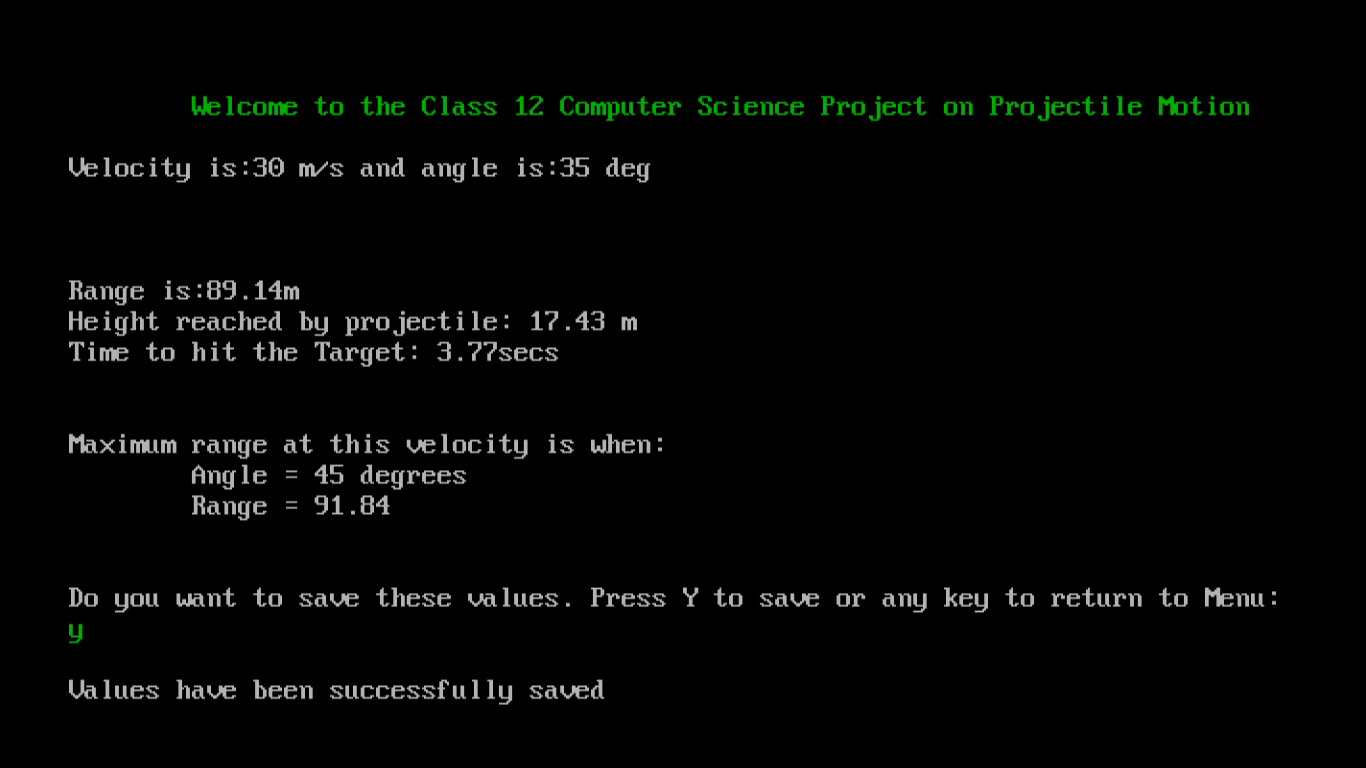 Welcome to the Class 12 Computer Science Project on Projectile Motion
Velocity is:30 m/s and angle is:35 deg
Range is:89.14m
Height reached by projectile: 17.43 m
Time to hit the Target: 3.77secs
Maximum range at this velocity is when:
Angle = 45 degrees
Range = 91.84
Do you want to save these values. Press Y to save or any key to return to Menu:
y
Values have been successfully saved